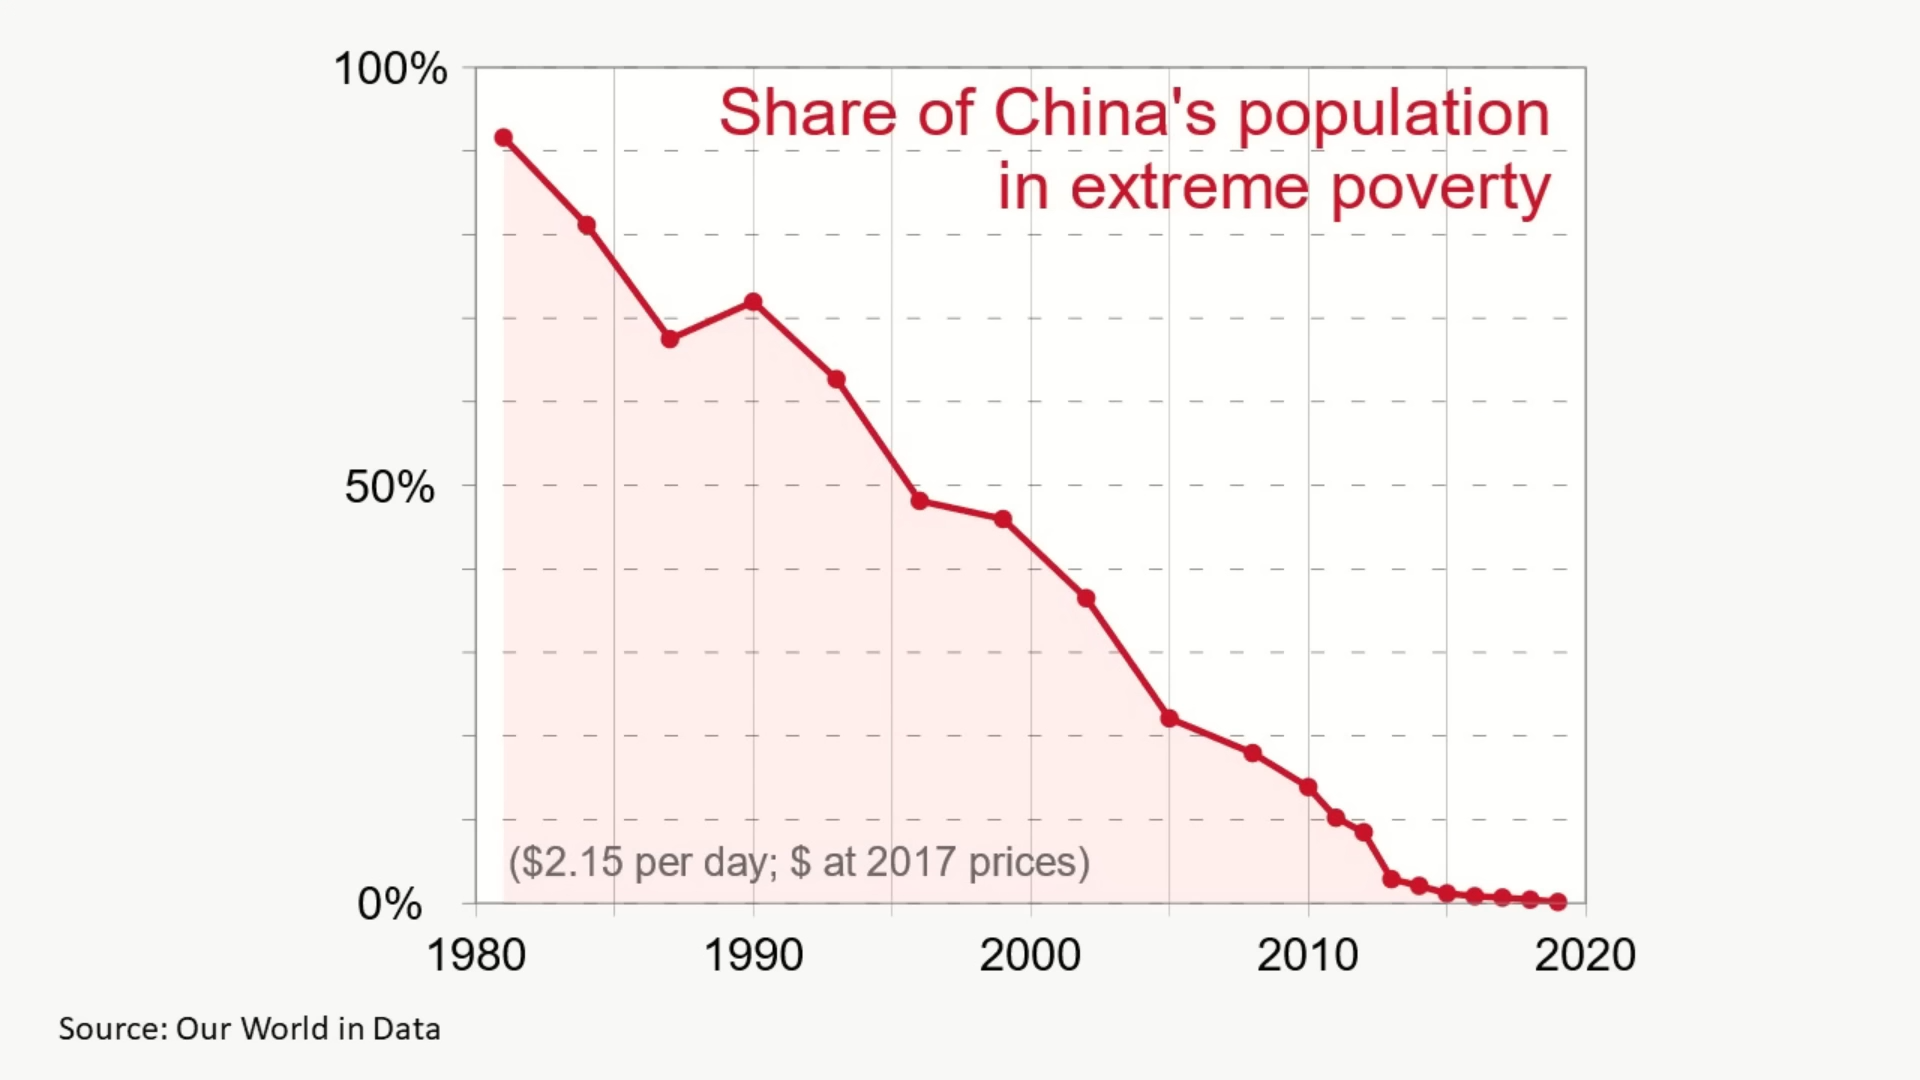 100%
Share of China's population
in extreme poverty
50%
($2.15 per day; $ at 2017 prices)
0%
1980 1990 2000 2010 2020
Source: Our World in Data